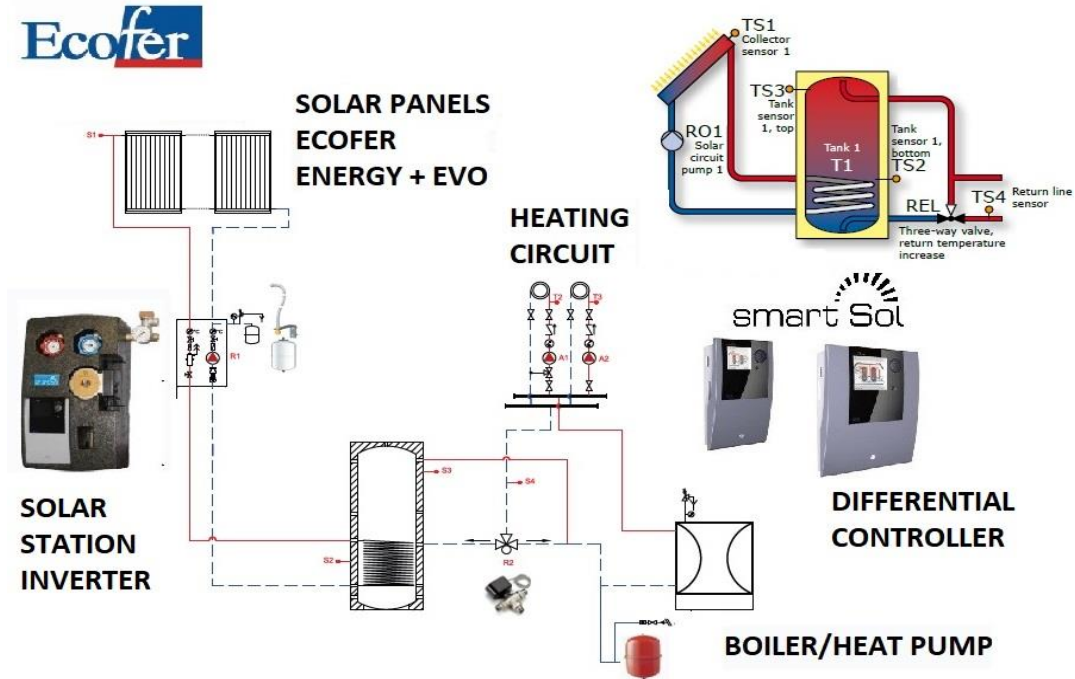 Ecofer
SOLAR PANELS
ECOFER
ENERGY + EVO
S1
TS1
Collector
sensor 1
TS3
Tank
sensor
1, top
RO1
Solar
circuit
pump 1
Tank 1
T1
Tank
sensor 1,
bottom
TS2
REL
TS4
Return line
sensor
Three-way valve,
return temperature
increase
HEATING
CIRCUIT
T2
T3
A1
A2
R1
smart Sol
SOLAR
STATION
INVERTER
S3
S4
S2
R2
DIFFERENTIAL
CONTROLLER
BOILER/HEAT PUMP